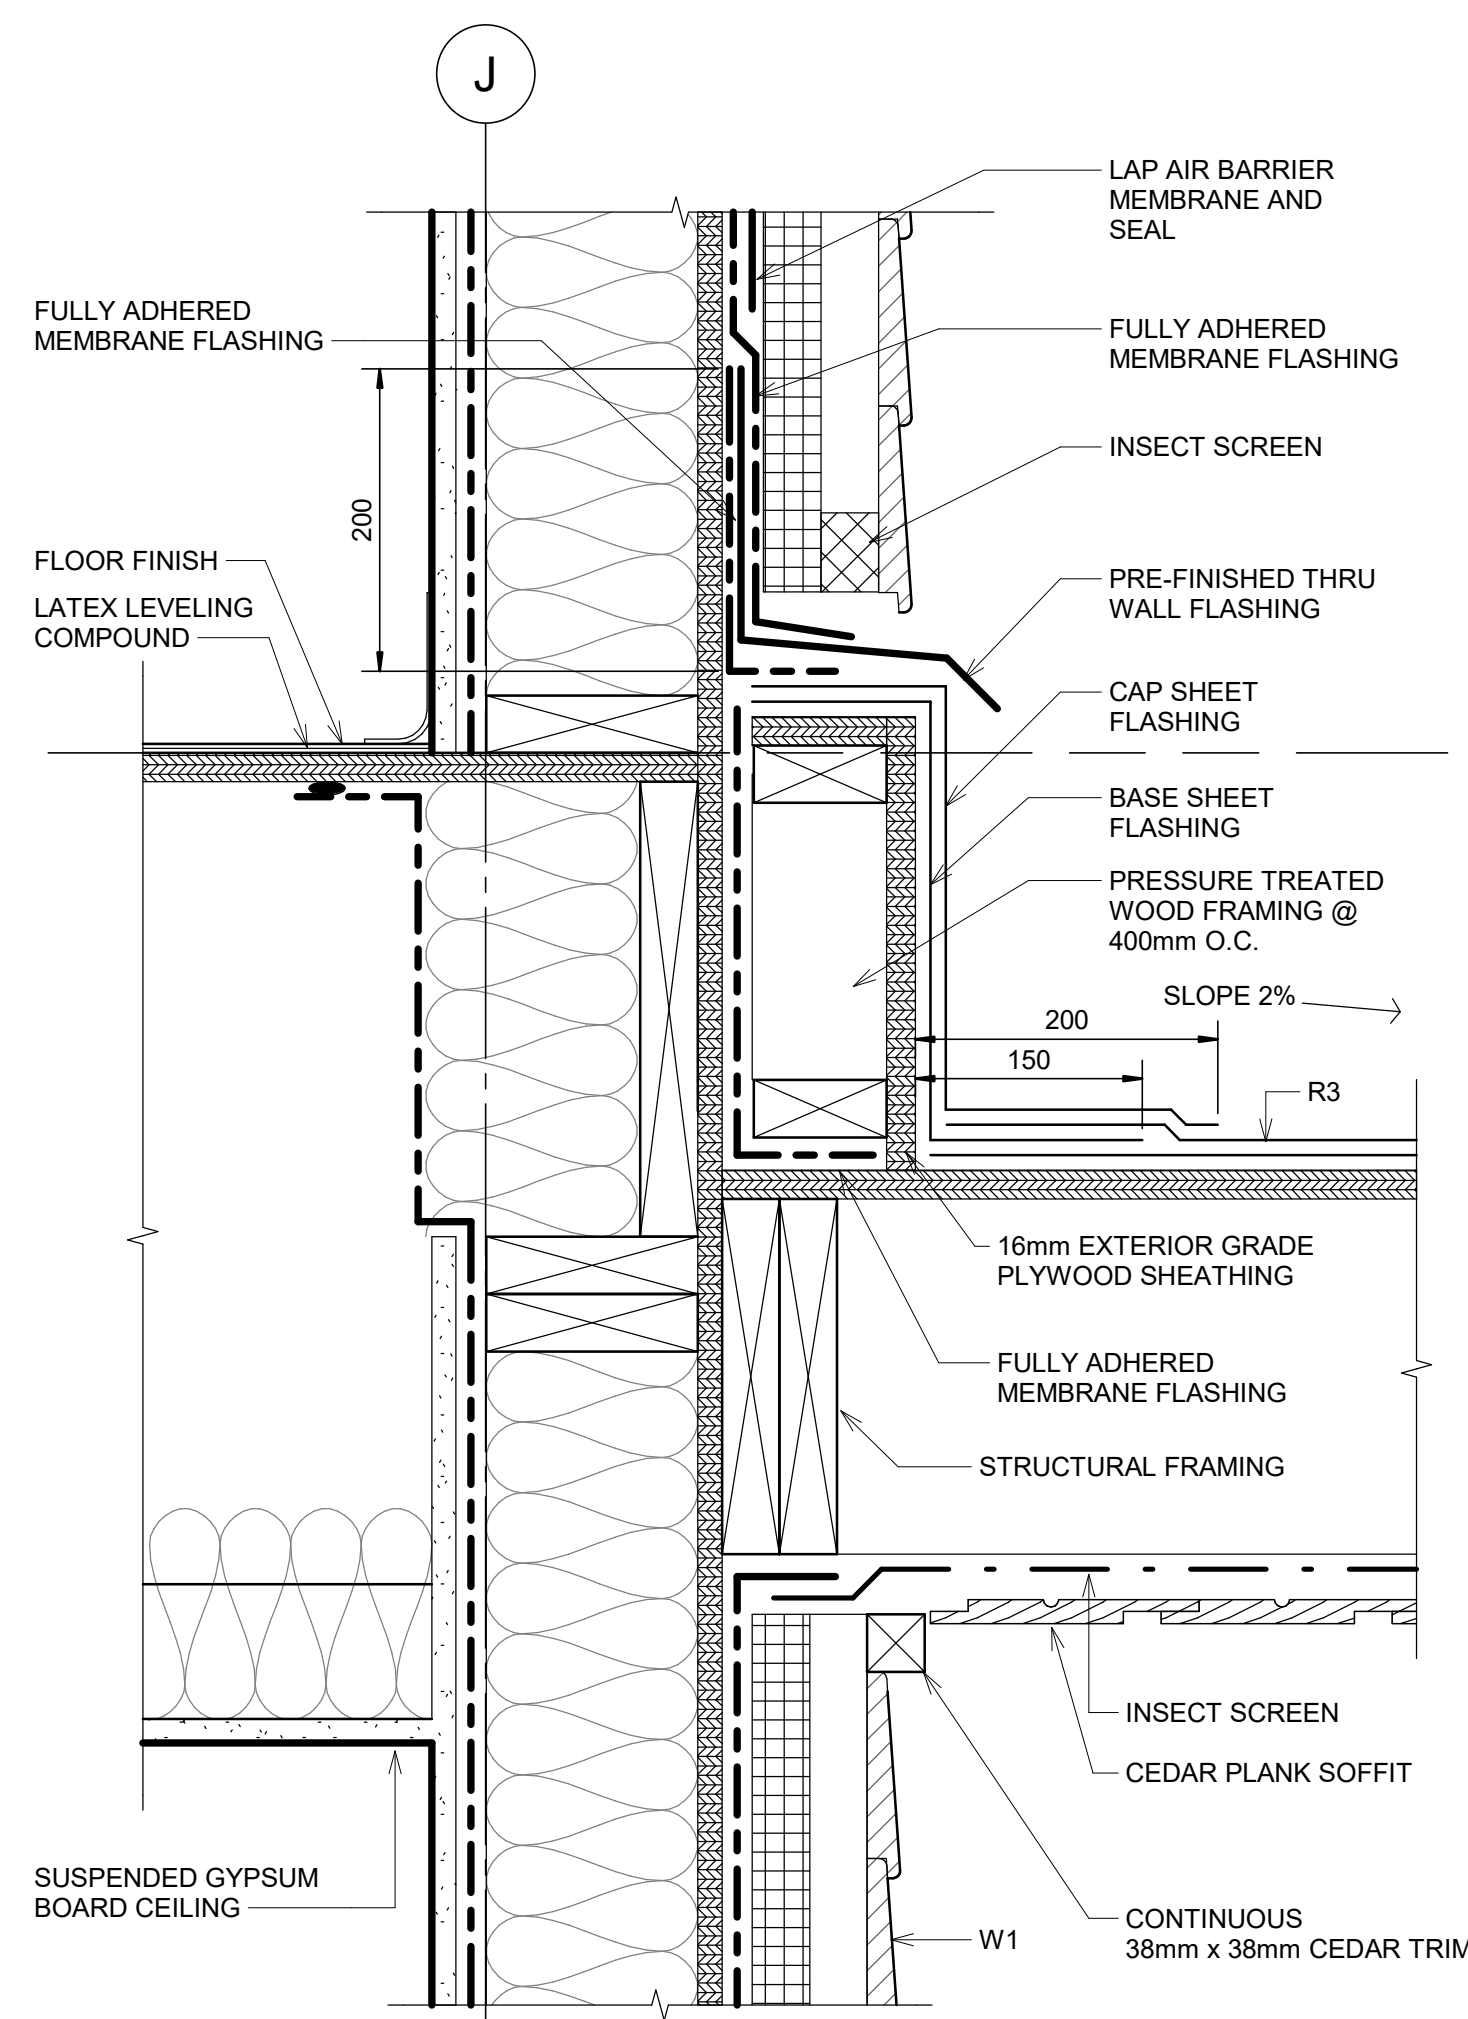 J
LAP AIR BARRIER
MEMBRANE AND
SEAL
FULLY ADHERED
MEMBRANE FLASHING
FULLY ADHERED
MEMBRANE FLASHING
INSECT SCREEN
200
FLOOR FINISH
LATEX LEVELING
COMPOUND
PRE-FINISHED THRU
WALL FLASHING
CAP SHEET
FLASHING
BASE SHEET
FLASHING
PRESSURE TREATED
WOOD FRAMING @
400mm O.C.
SLOPE 2%
200
150
R3
16mm EXTERIOR GRADE
PLYWOOD SHEATHING
FULLY ADHERED
MEMBRANE FLASHING
STRUCTURAL FRAMING
INSECT SCREEN
CEDAR PLANK SOFFIT
SUSPENDED GYPSUM
BOARD CEILING
W1
CONTINUOUS
38mm x 38mm CEDAR TRIM